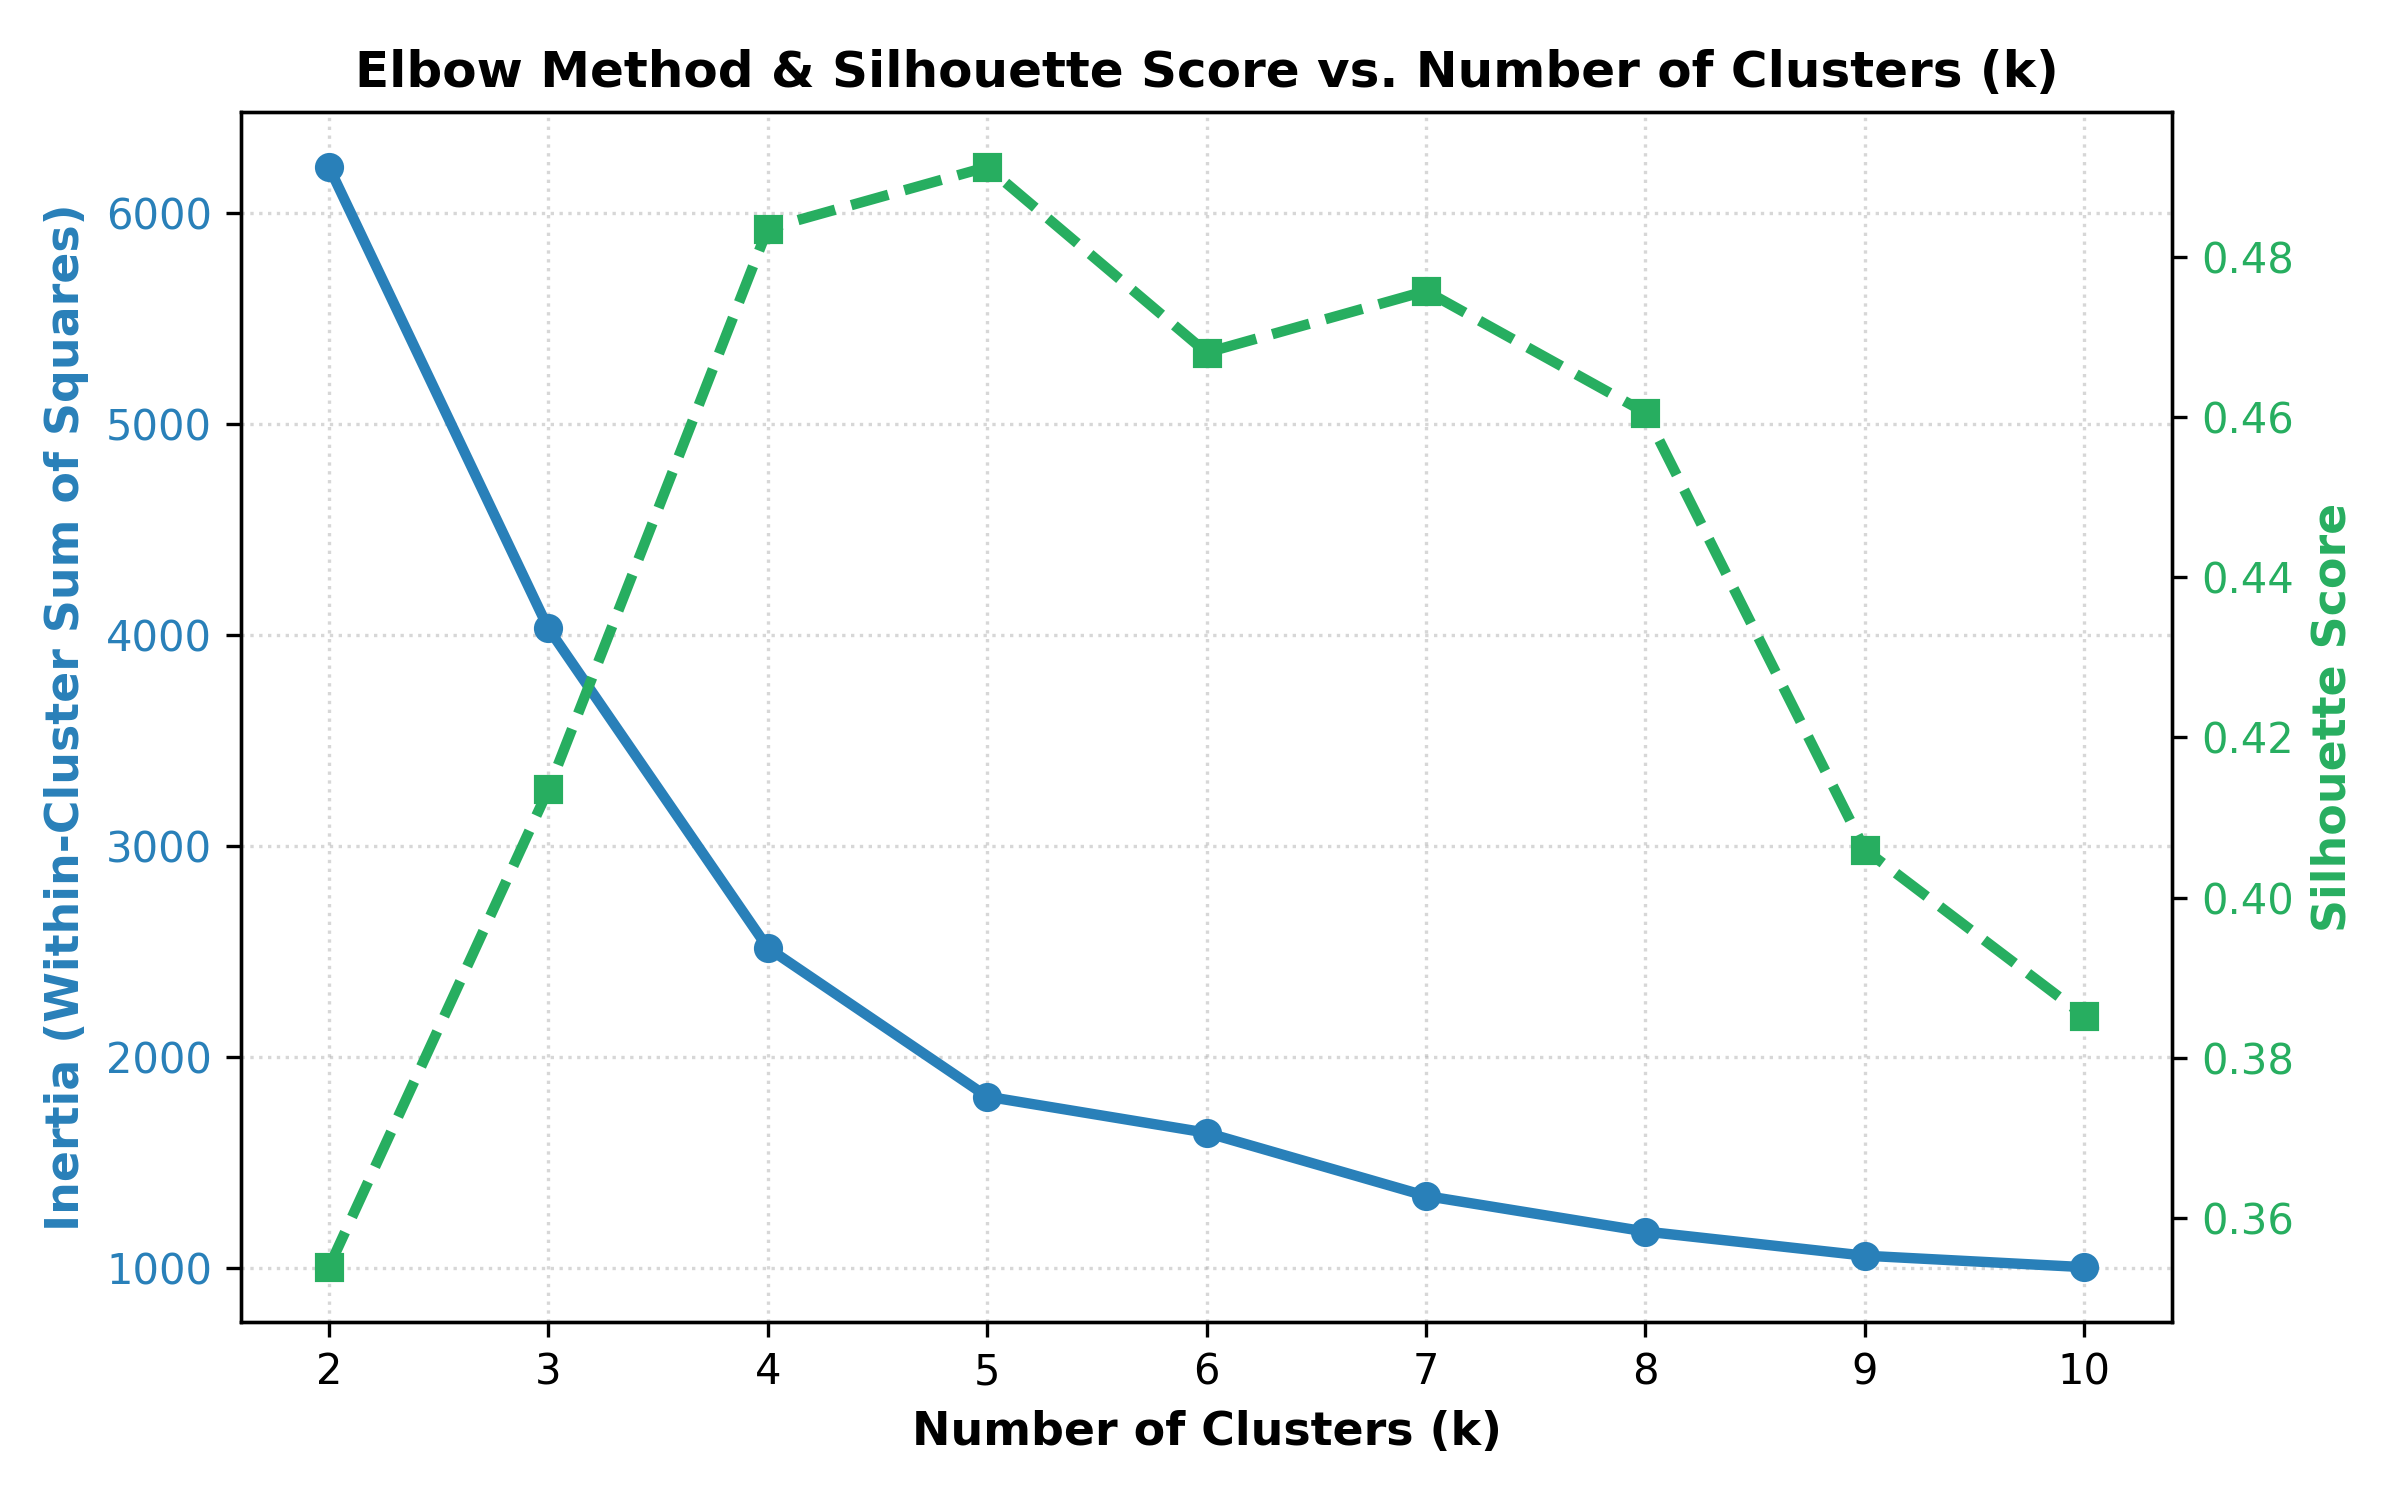 Elbow Method & Silhouette Score vs. Number of Clusters (k)
Inertia (Within-Cluster Sum of Squares)
6000
5000
4000
3000
2000
1000
0.48
0.46
0.44
0.42
0.40
0.38
0.36
Silhouette Score
2 3 4 5 6 7 8 9 10
Number of Clusters (k)